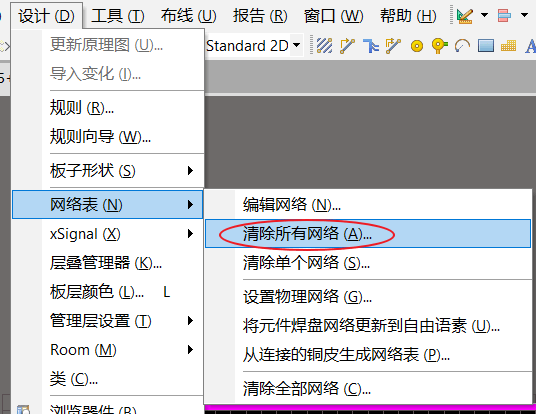 设计 (D) 工具 (T) 布线 (U) 报告 (R) 窗口 (W) 帮助 (H)
更新原理图 (U)... Standard 2D
导入变化 (I)...
规则 (R)...
规则向导 (W)...
板子形状 (S)
网络表 (N) 编辑网络 (N)...
xSignal (X) 清除所有网络 (A)...
层叠管理器 (K)... 清除单个网络 (S)...
板层颜色 (L)... L 设置物理网络 (G)...
管理层设置 (T) 将元件焊盘网络更新到自由语素 (U)...
Room (M) 从连接的铜皮生成网络表 (P)...
类 (C)... 清除全部网络 (C)...
浏览器件 (B)...